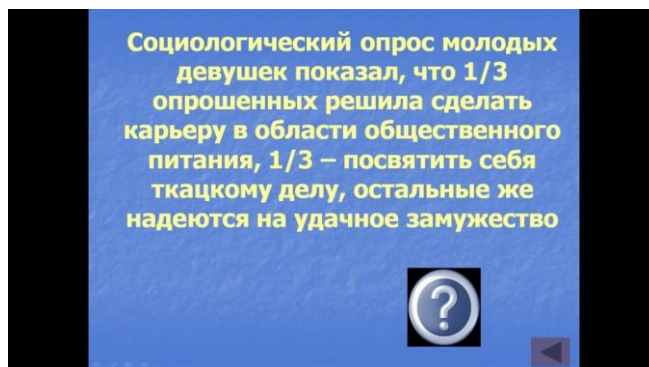 Социологический опрос молодых
девушек показал, что 1/3
опрошенных решила сделать
карьеру в области общественного
питания, 1/3 – посвятить себя
ткацкому делу, остальные же
надеются на удачное замужество
?